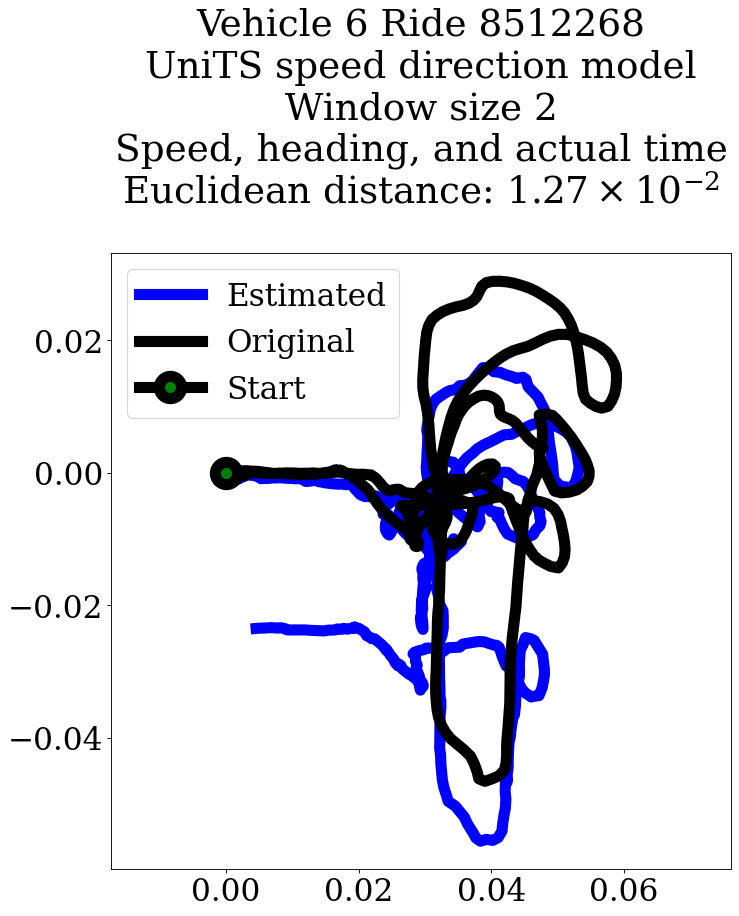 Vehicle 6 Ride 8512268
UniTS speed direction model
Window size 2
Speed, heading, and actual time
Euclidean distance: 1.27 × 10⁻²
Estimated
Original
Start
0.02
0.00
−0.02
−0.04
0.00 0.02 0.04 0.06